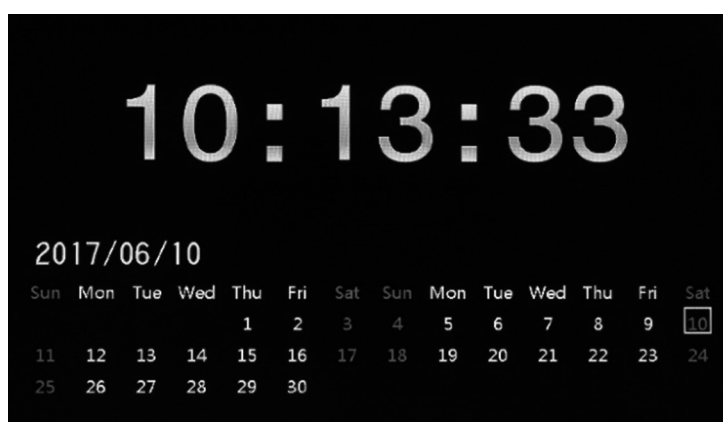 10:13:33
2017/06/10
Sun Mon Tue Wed Thu Fri Sat Sun Mon Tue Wed Thu Fri Sat
1 2 3 4 5 6 7 8 9 10
11 12 13 14 15 16 17 18 19 20 21 22 23 24
25 26 27 28 29 30